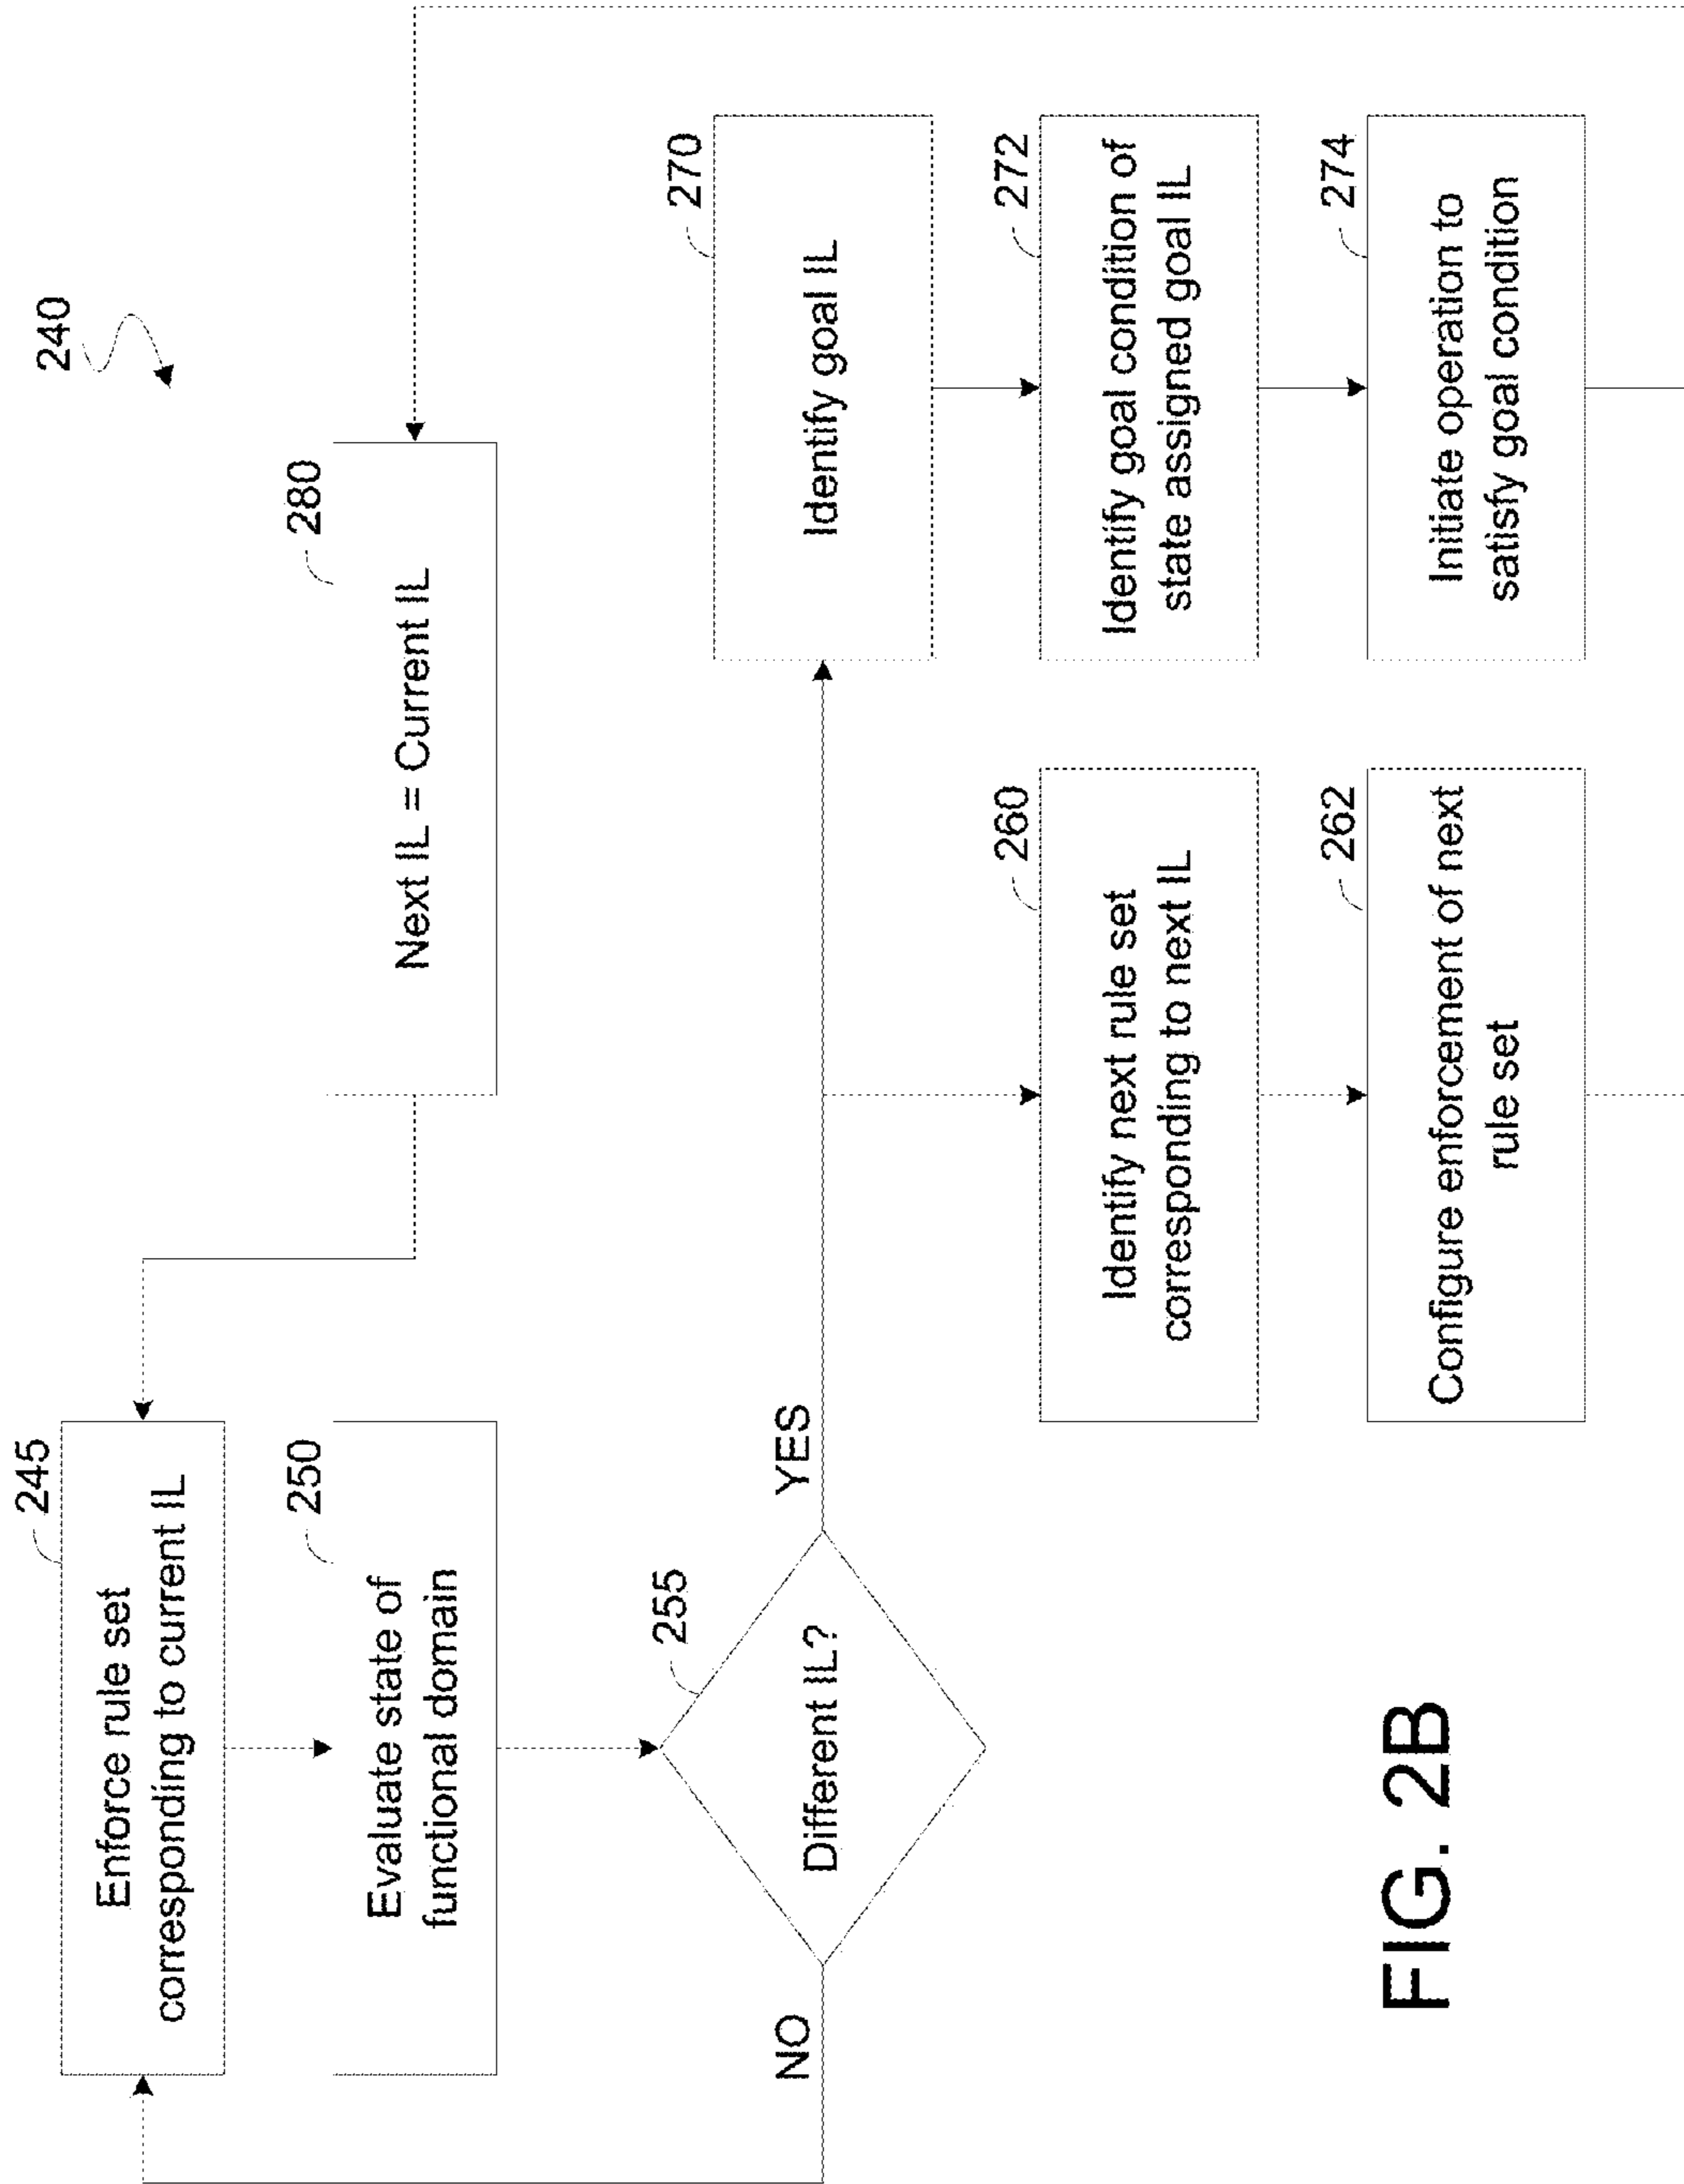 240
245
Enforce rule set
corresponding to current IL
250
Evaluate state of
functional domain
255
Different IL?
NO
YES
280
Next IL = Current IL
260
Identify next rule set
corresponding to next IL
262
Configure enforcement of next
rule set
270
Identify goal IL
272
Identify goal condition of
state assigned goal IL
274
Initiate operation to
satisfy goal condition
FIG. 2B